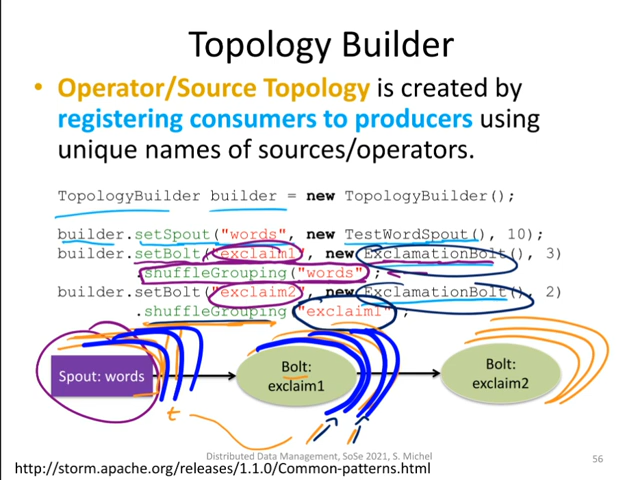 Topology Builder
• Operator/Source Topology is created by
registering consumers to producers using
unique names of sources/operators.
TopologyBuilder builder = new TopologyBuilder();
builder.setSpout("words", new TestWordSpout(), 10);
builder.setBolt("exclaim1", new ExclamationBolt(), 3)
.shuffleGrouping("words");
builder.setBolt("exclaim2", new ExclamationBolt(), 2)
.shuffleGrouping("exclaim1");
Spout: words
Bolt:
exclaim1
Bolt:
exclaim2
t
Distributed Data Management, SoSe 2021, S. Michel
56
http://storm.apache.org/releases/1.1.0/Common-patterns.html